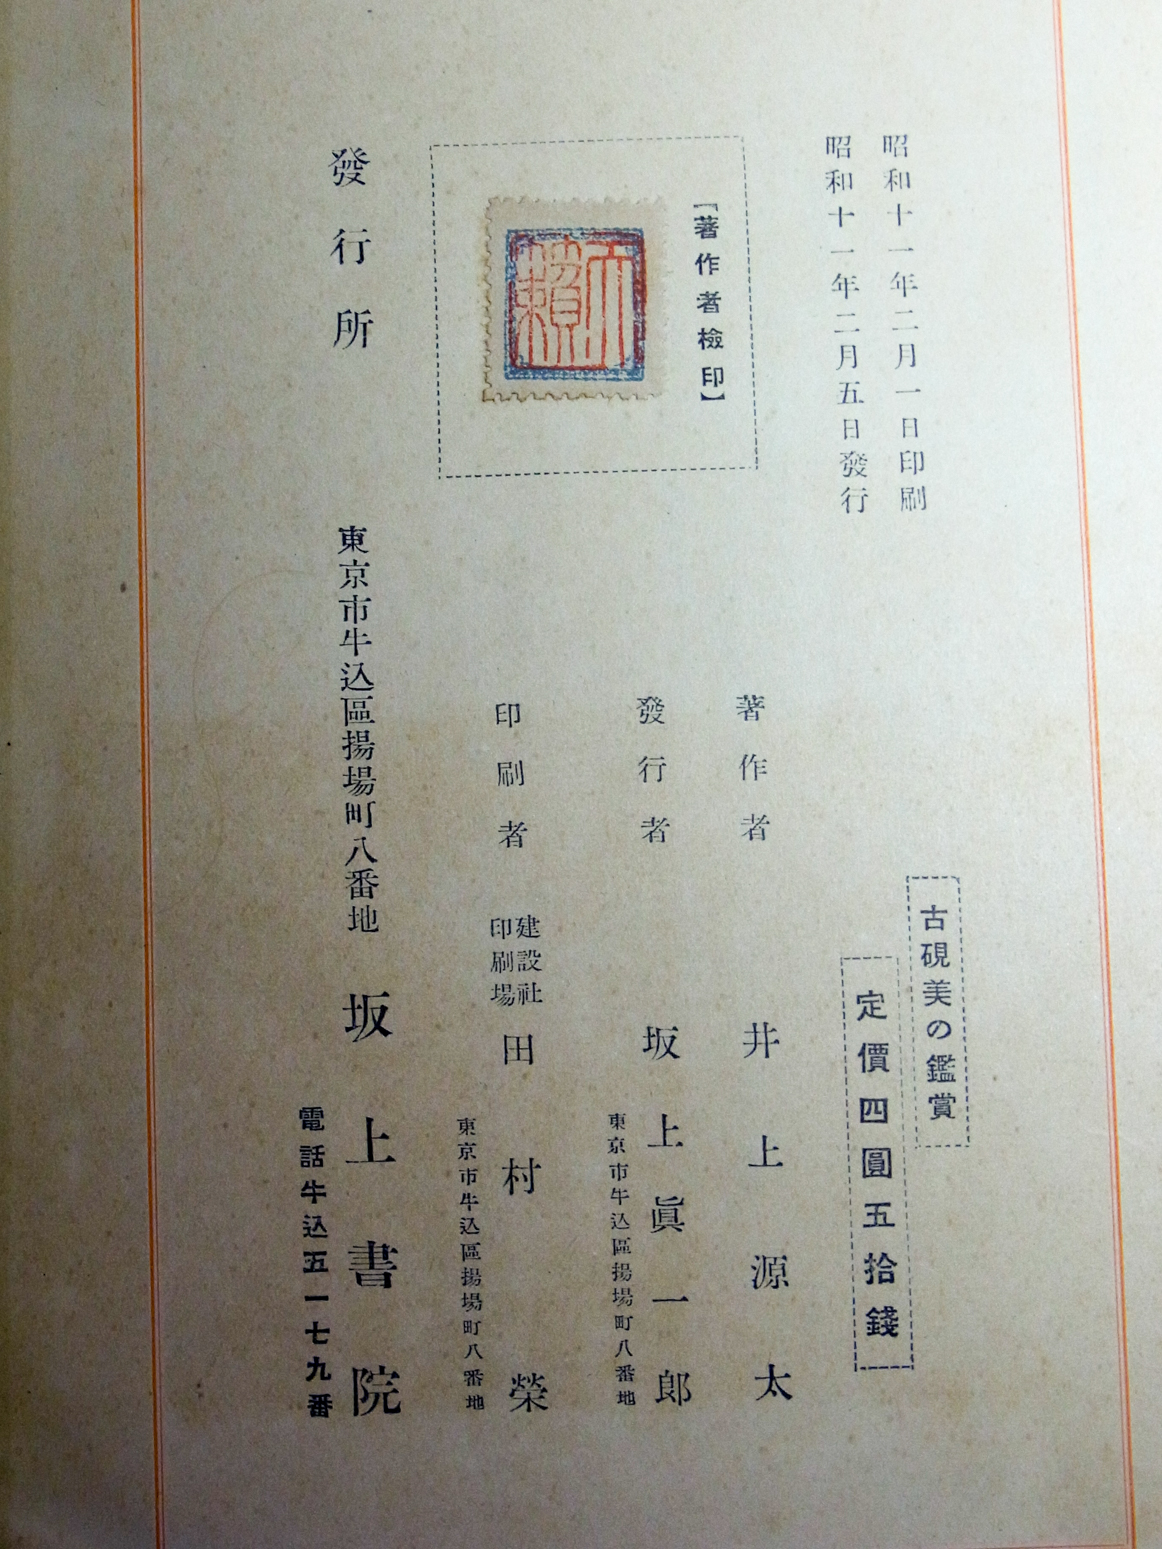 昭和十一年二月一日印刷
昭和十一年二月五日發行
古硯美の鑑賞
定價四圓五拾錢
【著作者檢印】
天籟
著作者 井上源太
發行者 坂上眞一郎
東京市牛込區揚場町八番地
印刷者 建設社印刷場 田村榮
東京市牛込區揚場町八番地
發行所 東京市牛込區揚場町八番地 坂上書院
電話牛込五一七九番